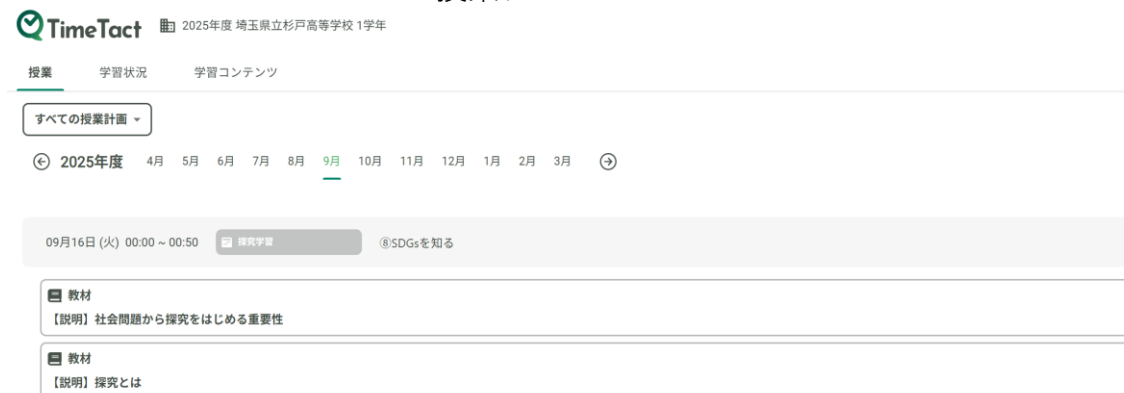 TimeTact 2025年度 埼玉県立杉戸高等学校 1学年
授業 学習状況 学習コンテンツ
すべての授業計画
2025年度 4月 5月 6月 7月 8月 9月 10月 11月 12月 1月 2月 3月
09月16日 (火) 00:00 ~ 00:50 探究学習 ⑧SDGsを知る
教材
【説明】社会問題から探究をはじめる重要性
教材
【説明】探究とは